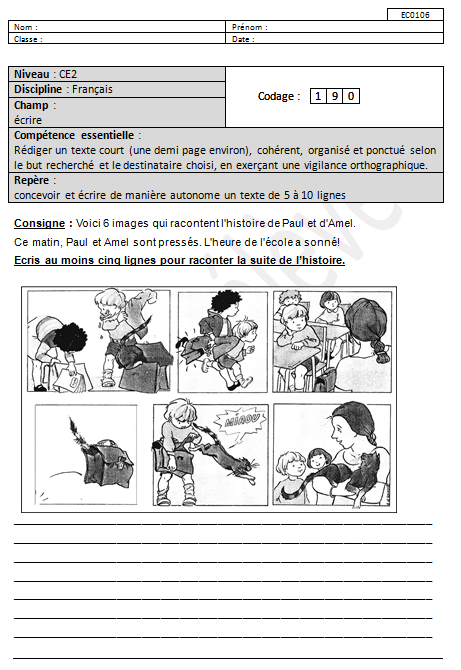 EC0106
Nom : Prénom :
Classe : Date :
Niveau : CE2
Discipline : Français
Champ :
écrire
Codage : 1 9 0
Compétence essentielle :
Rédiger un texte court (une demi page environ), cohérent, organisé et ponctué selon
le but recherché et le destinataire choisi, en exerçant une vigilance orthographique.
Repère :
concevoir et écrire de manière autonome un texte de 5 à 10 lignes
élève
Consigne : Voici 6 images qui racontent l'histoire de Paul et d'Amel.
Ce matin, Paul et Amel sont pressés. L'heure de l'école a sonné!
Ecris au moins cinq lignes pour raconter la suite de l'histoire.
MIAOU